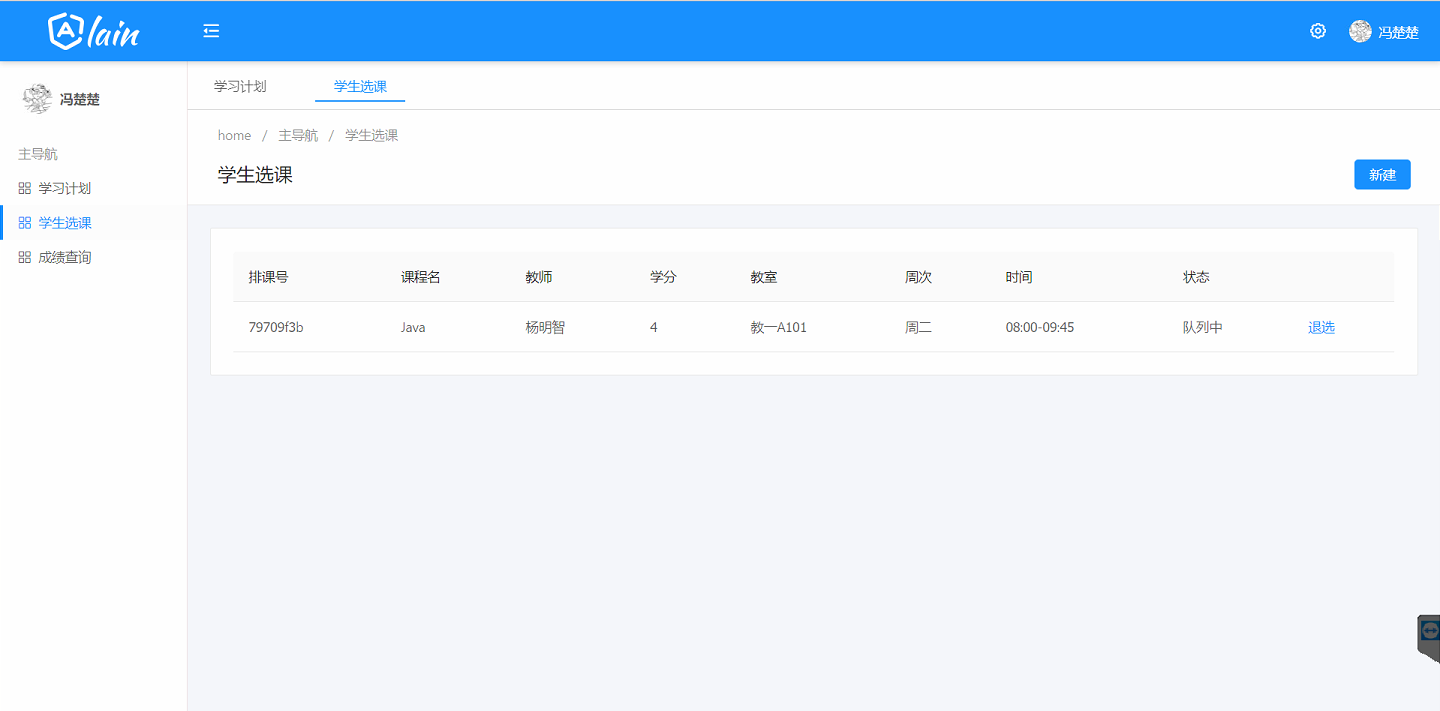 Alain
冯楚楚
冯楚楚
主导航
学习计划
学生选课
成绩查询
学习计划 学生选课
home / 主导航 / 学生选课
学生选课
新建
排课号 课程名 教师 学分 教室 周次 时间 状态
79709f3b Java 杨明智 4 教一A101 周二 08:00-09:45 队列中 退选